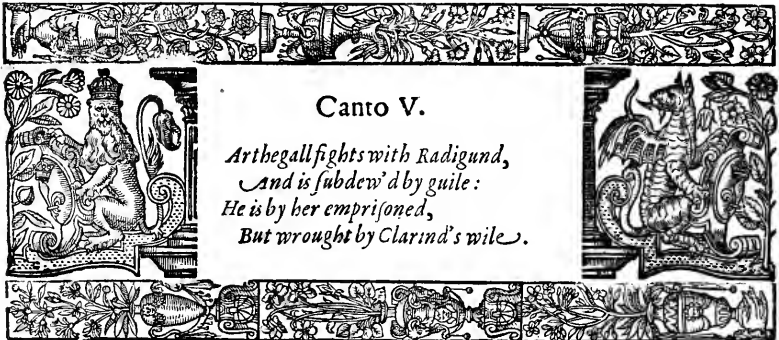 Canto V.
Arthegall fights with Radigund,
And is ſubdew'd by guile:
He is by her empriſoned,
But wrought by Clarind's wile.